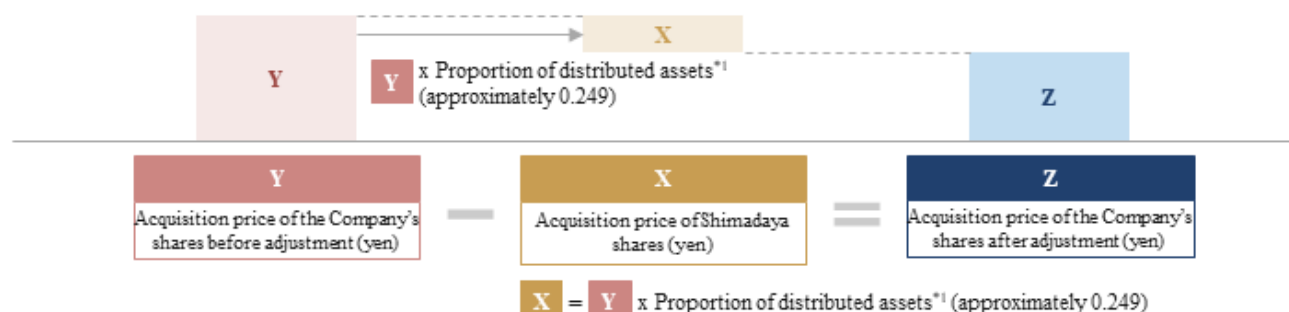 Y
X
Y x Proportion of distributed assets*1
(approximately 0.249)
Z
Y
Acquisition price of the Company's
shares before adjustment (yen)
—
X
Acquisition price of Shimadaya
shares (yen)
=
Z
Acquisition price of the Company's
shares after adjustment (yen)
X = Y x Proportion of distributed assets*1 (approximately 0.249)